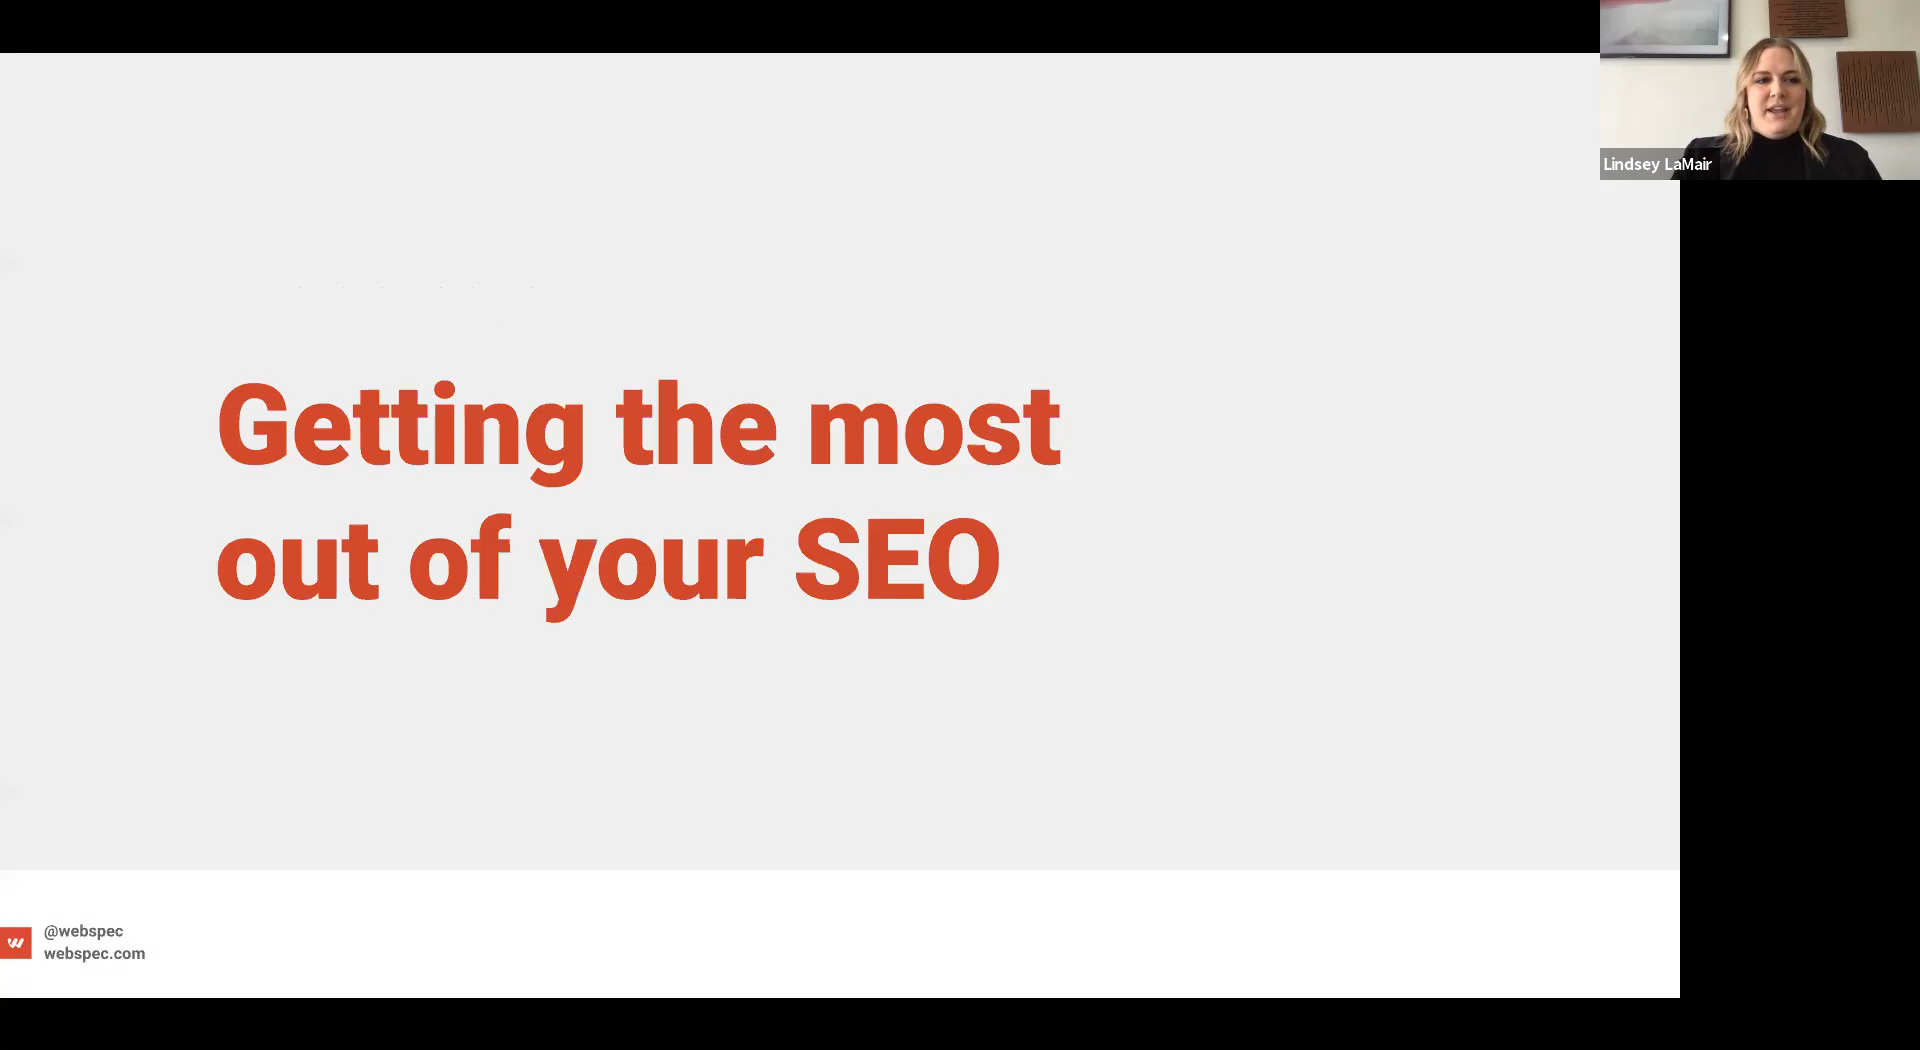 Lindsey LaMair
Getting the most
out of your SEO
@webspec
webspec.com